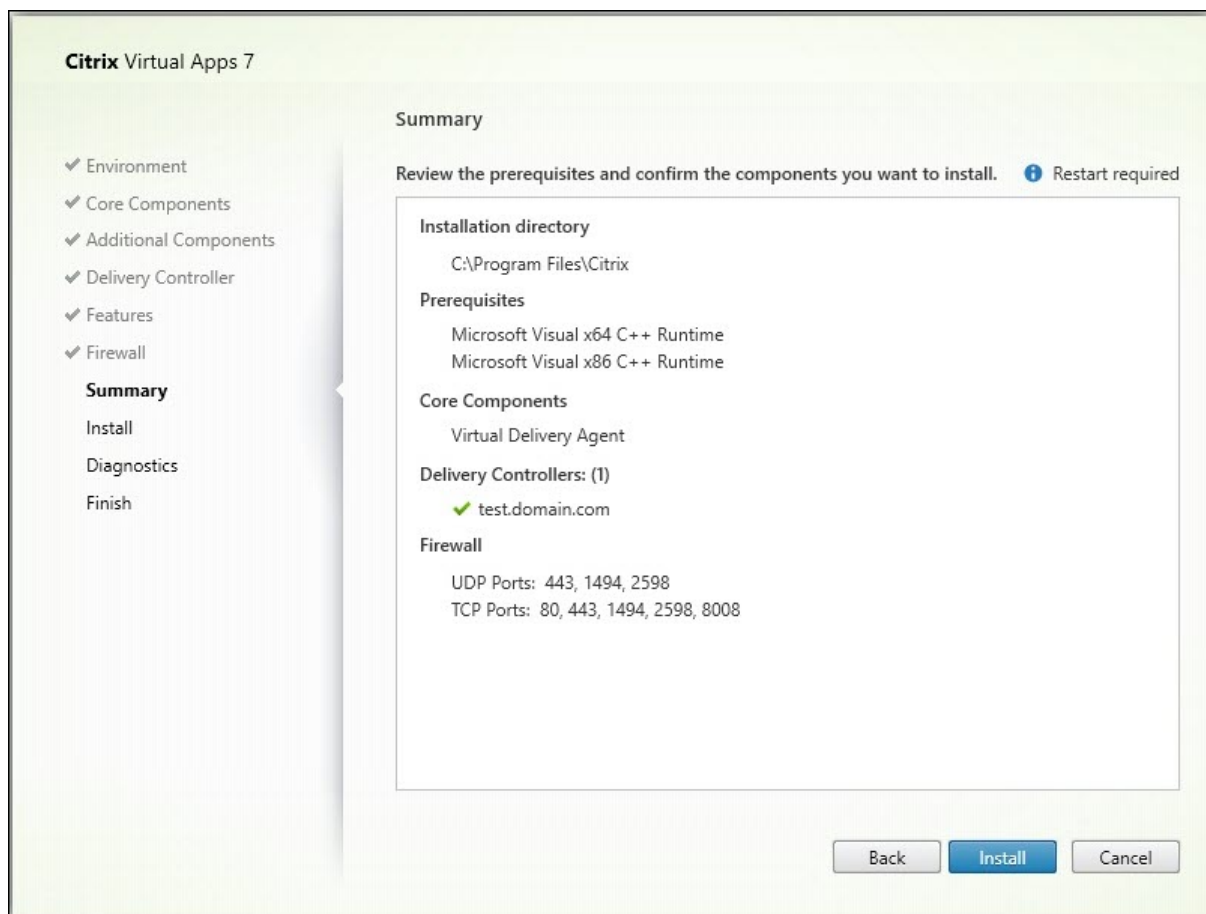 Citrix Virtual Apps 7
Environment
Core Components
Additional Components
Delivery Controller
Features
Firewall
Summary
Install
Diagnostics
Finish
Summary
Review the prerequisites and confirm the components you want to install. Restart required
Installation directory
C:\Program Files\Citrix
Prerequisites
Microsoft Visual x64 C++ Runtime
Microsoft Visual x86 C++ Runtime
Core Components
Virtual Delivery Agent
Delivery Controllers: (1)
test.domain.com
Firewall
UDP Ports: 443, 1494, 2598
TCP Ports: 80, 443, 1494, 2598, 8008
Back Install Cancel